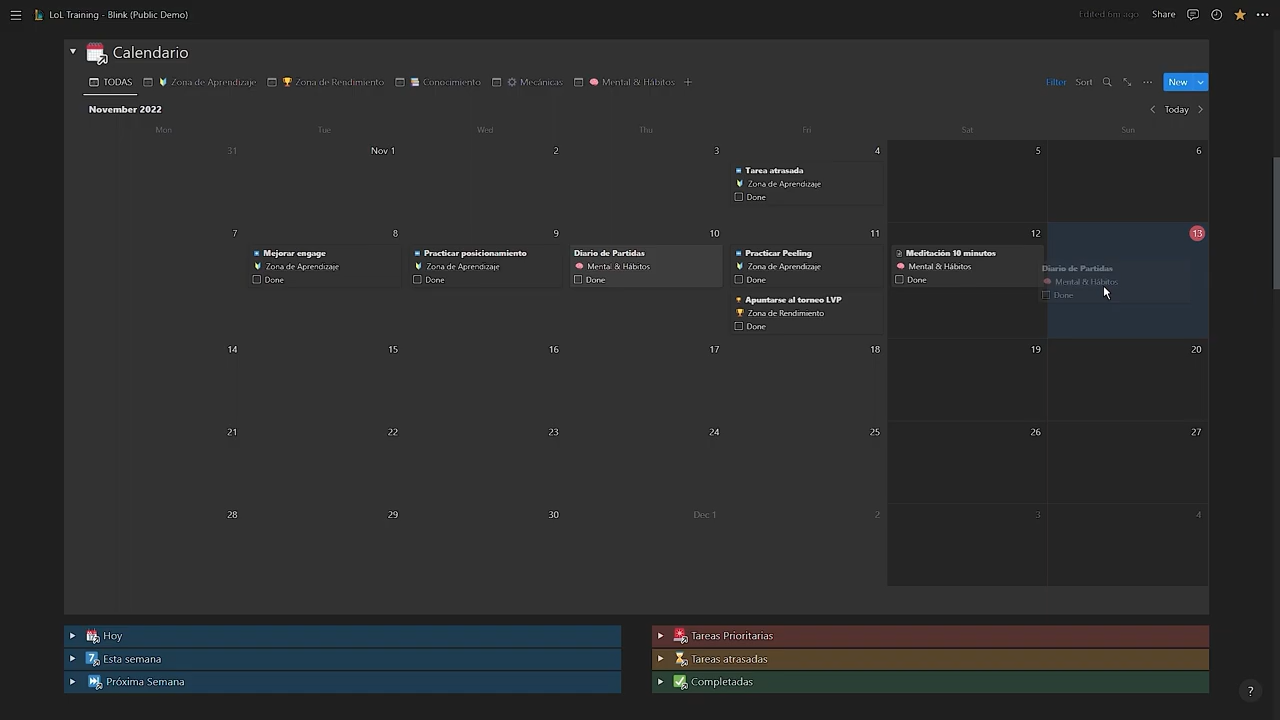 LoL Training - Blink (Public Demo)
Edited 6m ago
Share
Calendario
TODAS
Zona de Aprendizaje
Zona de Rendimiento
Conocimiento
Mecánicas
Mental & Hábitos
Filter
Sort
New
November 2022
Today
Mon
Tue
Wed
Thu
Fri
Sat
Sun
31
Nov 1
2
3
4
5
6
Tarea atrasada
Zona de Aprendizaje
Done
7
8
9
10
11
12
13
Mejorar engage
Zona de Aprendizaje
Done
Practicar posicionamiento
Zona de Aprendizaje
Done
Diario de Partidas
Mental & Hábitos
Done
Practicar Peeling
Zona de Aprendizaje
Done
Apuntarse al torneo LVP
Zona de Rendimiento
Done
Meditación 10 minutos
Mental & Hábitos
Done
Diario de Partidas
Mental & Hábitos
Done
14
15
16
17
18
19
20
21
22
23
24
25
26
27
28
29
30
Dec 1
2
3
4
Hoy
7 Esta semana
Próxima Semana
Tareas Prioritarias
Tareas atrasadas
Completadas
?